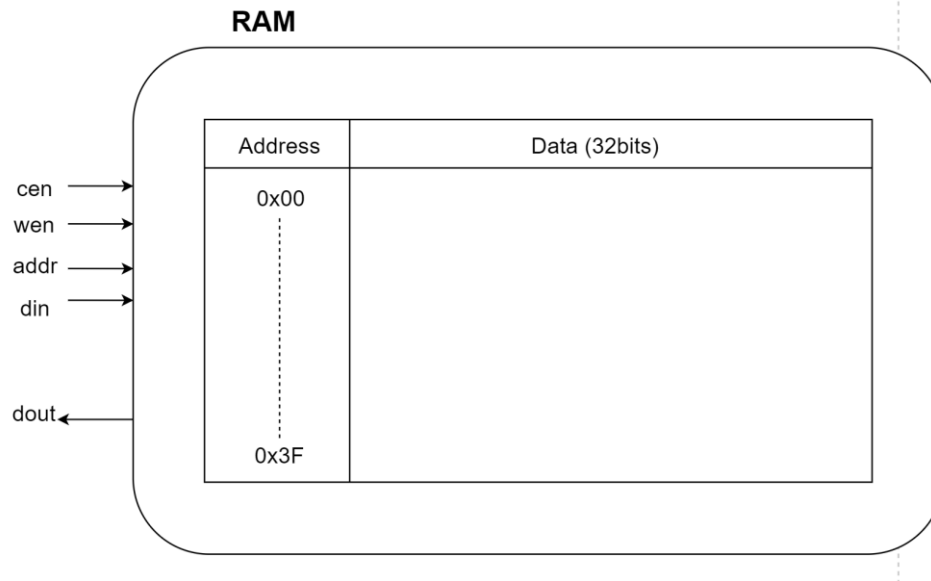 RAM
Address Data (32bits)
cen
0x00
wen
addr
din
dout
0x3F